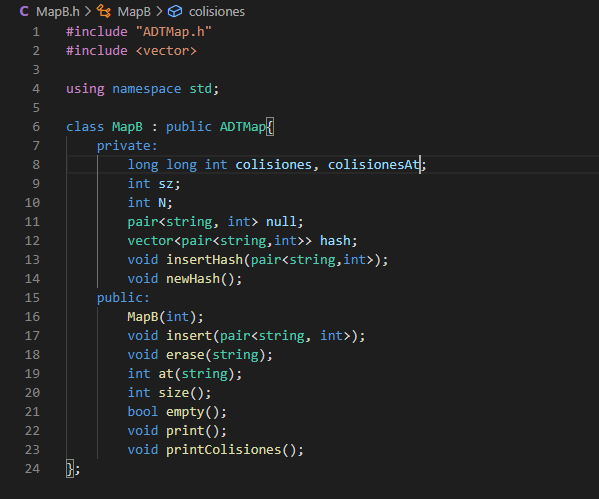 C MapB.h > MapB > colisiones
1 #include "ADTMap.h"
2 #include <vector>
3
4 using namespace std;
5
6 class MapB : public ADTMap{
7     private:
8         long long int colisiones, colisionesAt;
9         int sz;
10         int N;
11         pair<string, int> null;
12         vector<pair<string,int>> hash;
13         void insertHash(pair<string,int>);
14         void newHash();
15     public:
16         MapB(int);
17         void insert(pair<string, int>);
18         void erase(string);
19         int at(string);
20         int size();
21         bool empty();
22         void print();
23         void printColisiones();
24 };